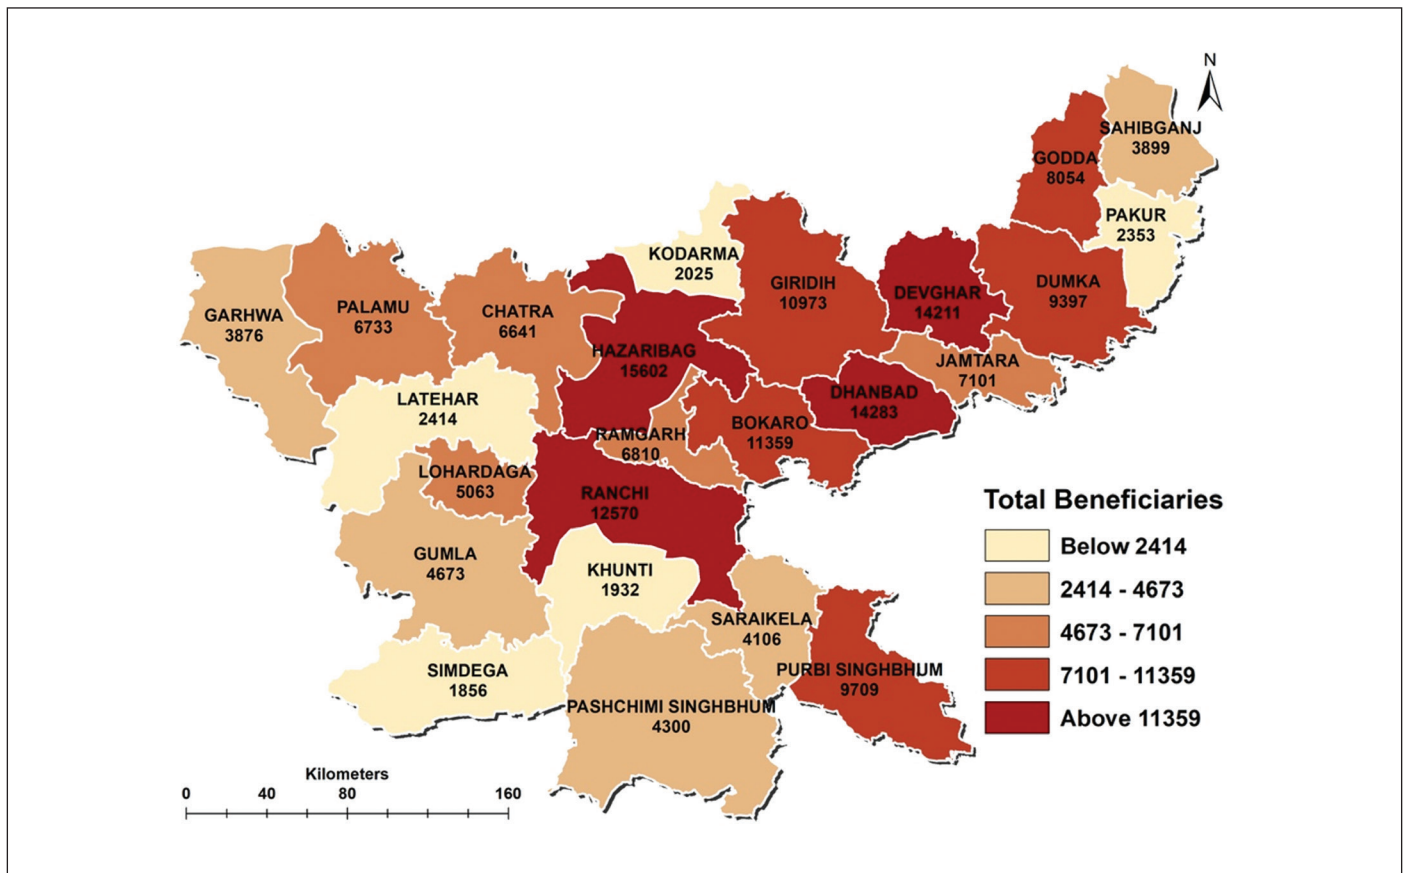 N
SAHIBGANJ
3899
GODDA
8054
PAKUR
2353
KODARMA
2025
GIRIDIH
10973
DEVGHAR
14211
DUMKA
9397
GARHWA
3876
PALAMU
6733
CHATRA
6641
HAZARIBAG
15602
JAMTARA
7101
LATEHAR
2414
DHANBAD
14283
RAMGARH
6810
BOKARO
11359
LOHARDAGA
5063
RANCHI
12570
GUMLA
4673
KHUNTI
1932
SARAIKELA
4106
SIMDEGA
1856
PURBI SINGHBHUM
9709
PASHCHIMI SINGHBHUM
4300
Total Beneficiaries
Below 2414
2414 - 4673
4673 - 7101
7101 - 11359
Above 11359
Kilometers
0 40 80 160